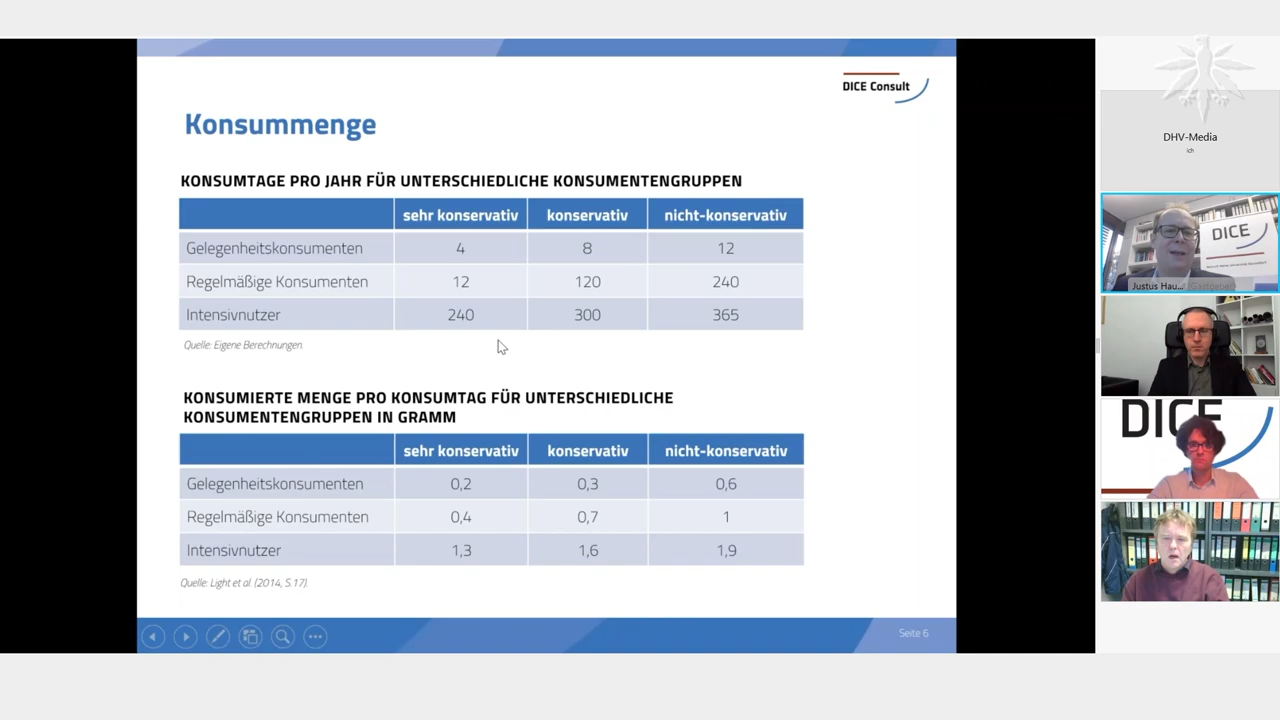 DICE Consult
Konsummenge
KONSUMTAGE PRO JAHR FÜR UNTERSCHIEDLICHE KONSUMENTENGRUPPEN
sehr konservativ konservativ nicht-konservativ
Gelegenheitskonsumenten 4 8 12
Regelmäßige Konsumenten 12 120 240
Intensivnutzer 240 300 365
Quelle: Eigene Berechnungen.
KONSUMIERTE MENGE PRO KONSUMTAG FÜR UNTERSCHIEDLICHE
KONSUMENTENGRUPPEN IN GRAMM
sehr konservativ konservativ nicht-konservativ
Gelegenheitskonsumenten 0,2 0,3 0,6
Regelmäßige Konsumenten 0,4 0,7 1
Intensivnutzer 1,3 1,6 1,9
Quelle: Light et al. (2014, S.17).
Seite 6
DHV-Media
Ich
DICE
Justus Hau...
DICE